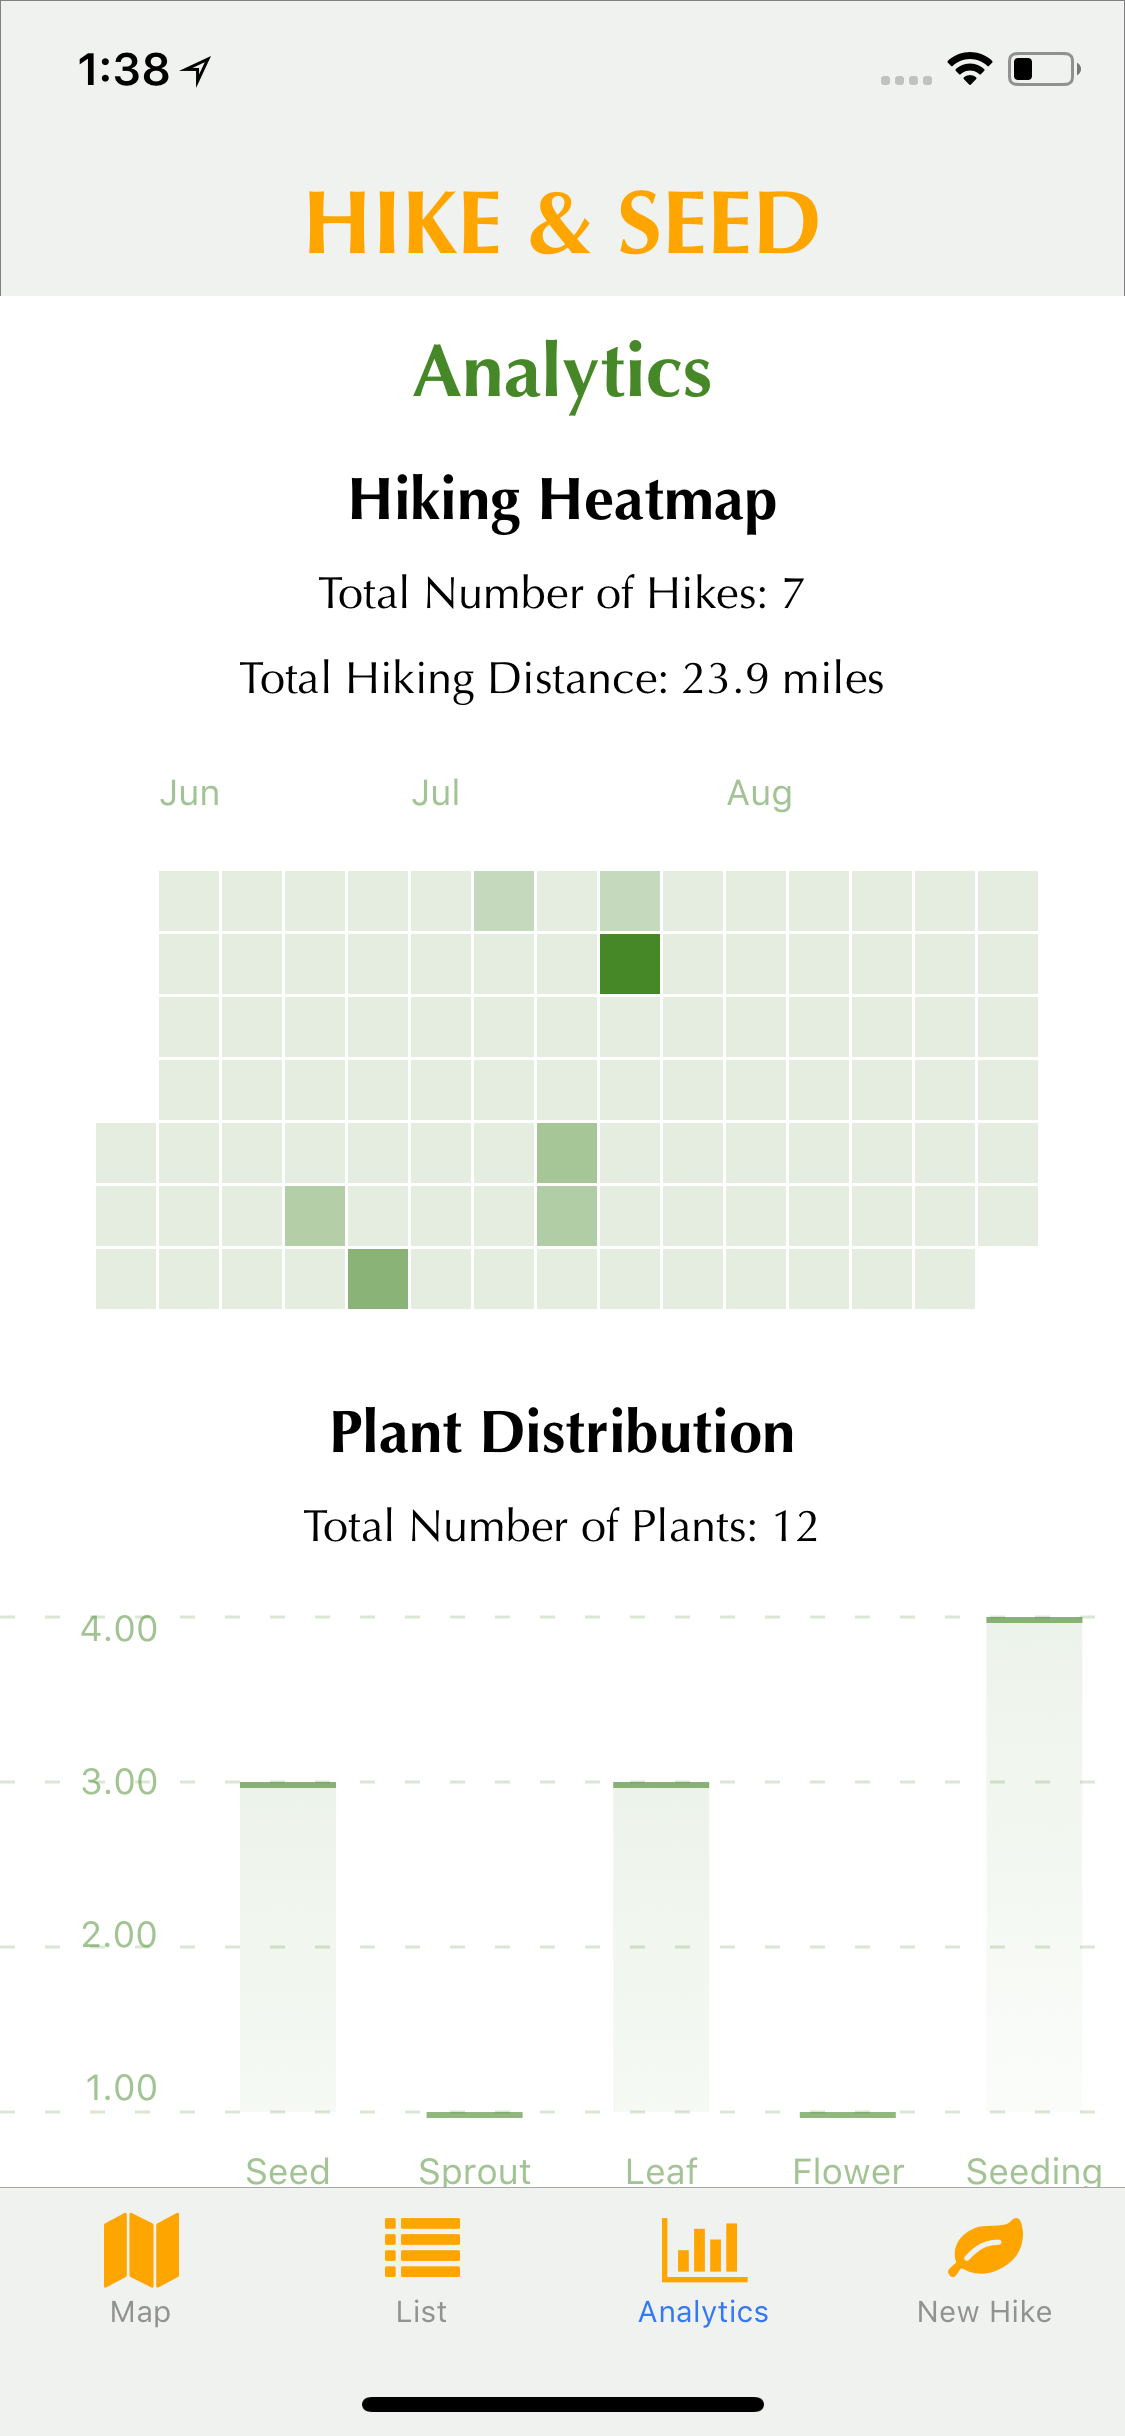 1:38
HIKE & SEED
Analytics
Hiking Heatmap
Total Number of Hikes: 7
Total Hiking Distance: 23.9 miles
Jun Jul Aug
Plant Distribution
Total Number of Plants: 12
4.00
3.00
2.00
1.00
Seed Sprout Leaf Flower Seeding
Map List Analytics New Hike